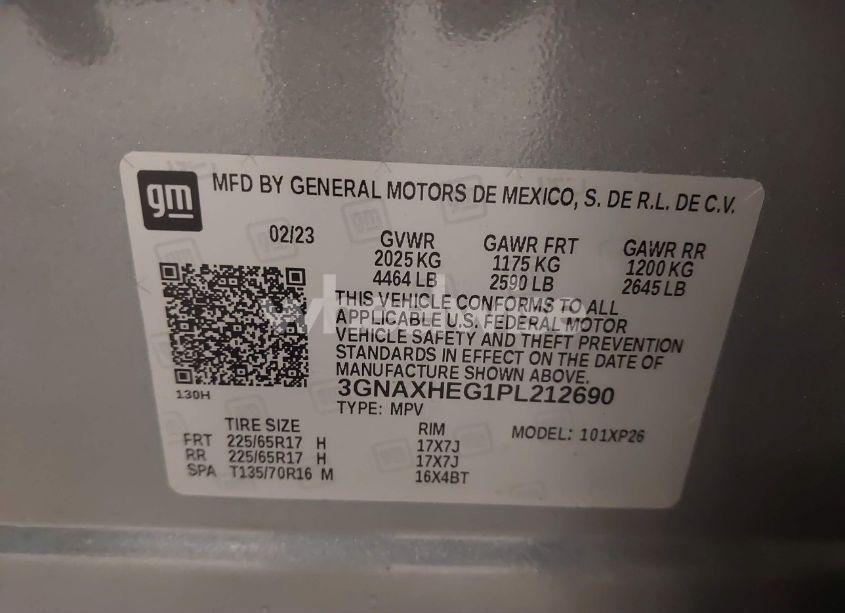 gm MFD BY GENERAL MOTORS DE MEXICO, S. DE R.L. DE C.V.
02/23 GVWR GAWR FRT GAWR RR
2025 KG 1175 KG 1200 KG
4464 LB 2590 LB 2645 LB
THIS VEHICLE CONFORMS TO ALL
APPLICABLE U.S. FEDERAL MOTOR
VEHICLE SAFETY AND THEFT PREVENTION
STANDARDS IN EFFECT ON THE DATE OF
MANUFACTURE SHOWN ABOVE.
130H
3GNAXHEG1PL212690
TYPE: MPV
TIRE SIZE RIM MODEL: 101XP26
FRT 225/65R17 H 17X7J
RR 225/65R17 H 17X7J
SPA T135/70R16 M 16X4BT